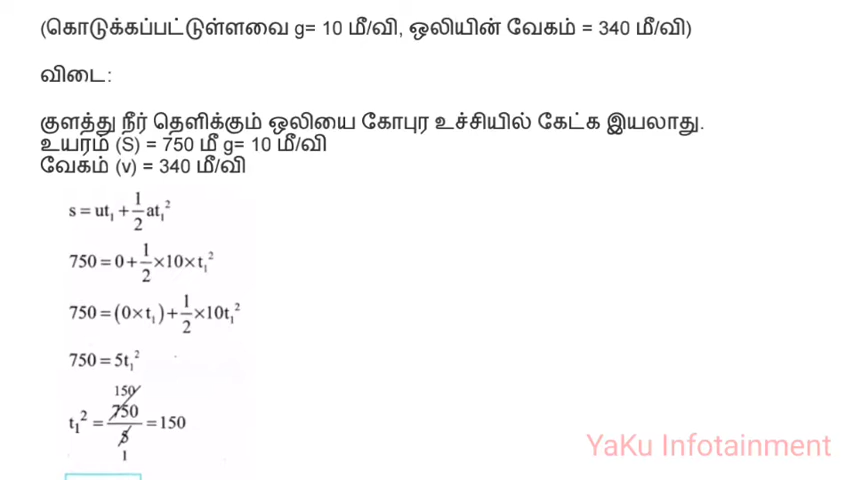 (கொடுக்கப்பட்டுள்ளவை g= 10 மீ/வி, ஒலியின் வேகம் = 340 மீ/வி)
விடை:
குளத்து நீர் தெளிக்கும் ஒலியை கோபுர உச்சியில் கேட்க இயலாது.
உயரம் (S) = 750 மீ g= 10 மீ/வி
வேகம் (v) = 340 மீ/வி
s = ut₁ + 1/2 at₁²
750 = 0 + 1/2 × 10 × t₁²
750 = (0 × t₁) + 1/2 × 10t₁²
750 = 5t₁²
150
t₁² = 750/5 = 150
1
YaKu Infotainment